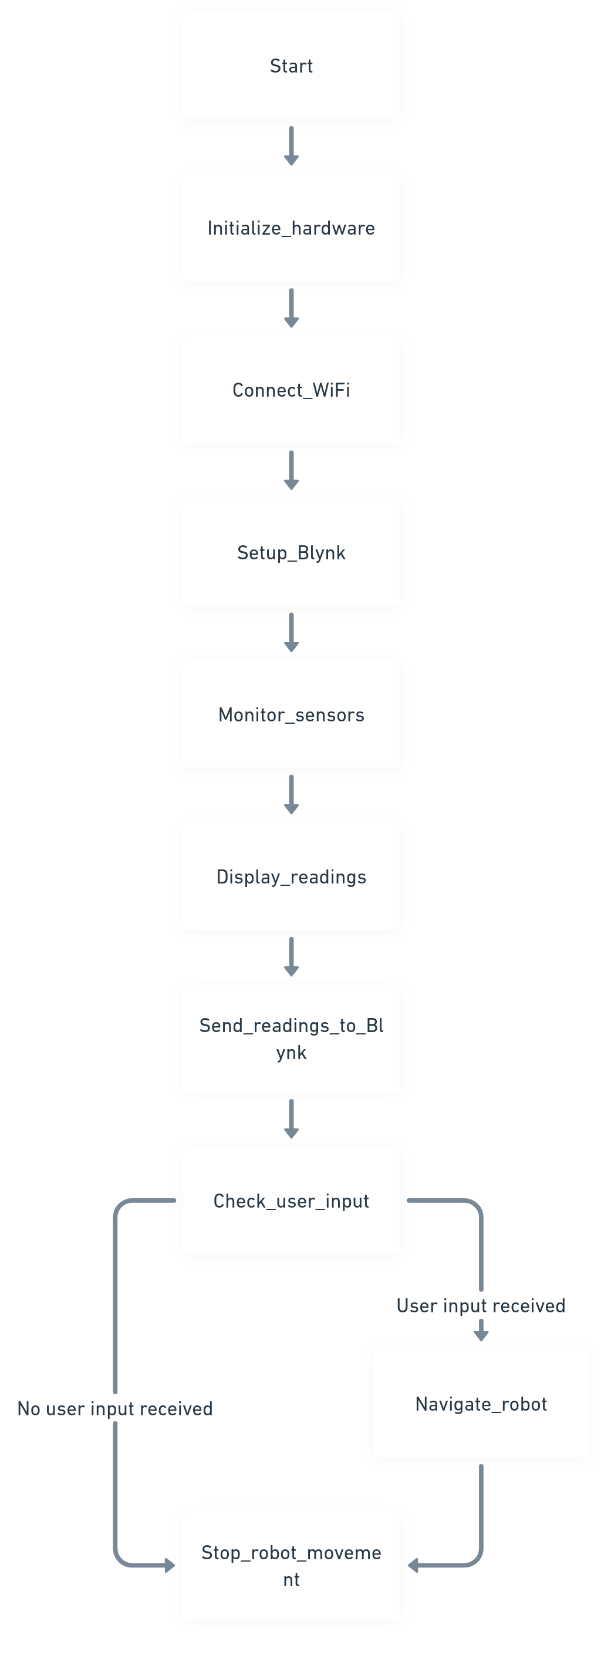 Start
Initialize_hardware
Connect_WiFi
Setup_Blynk
Monitor_sensors
Display_readings
Send_readings_to_Bl
ynk
Check_user_input
User input received
Navigate_robot
No user input received
Stop_robot_moveme
nt